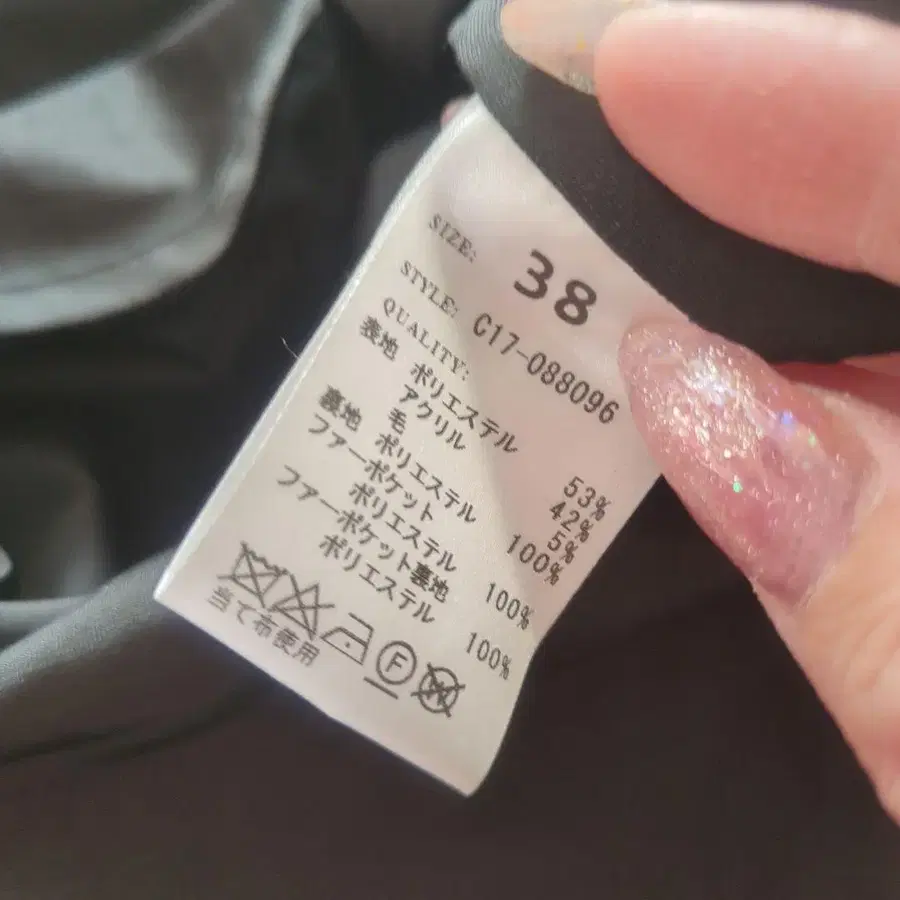 SIZE: 38
STYLE: C17-088096
QUALITY:
表地 ポリエステル 53%
アクリル 42%
毛 5%
裏地 ポリエステル 100%
ファーポケット
ポリエステル 100%
ファーポケット裏地
ポリエステル 100%
F W
当て布使用